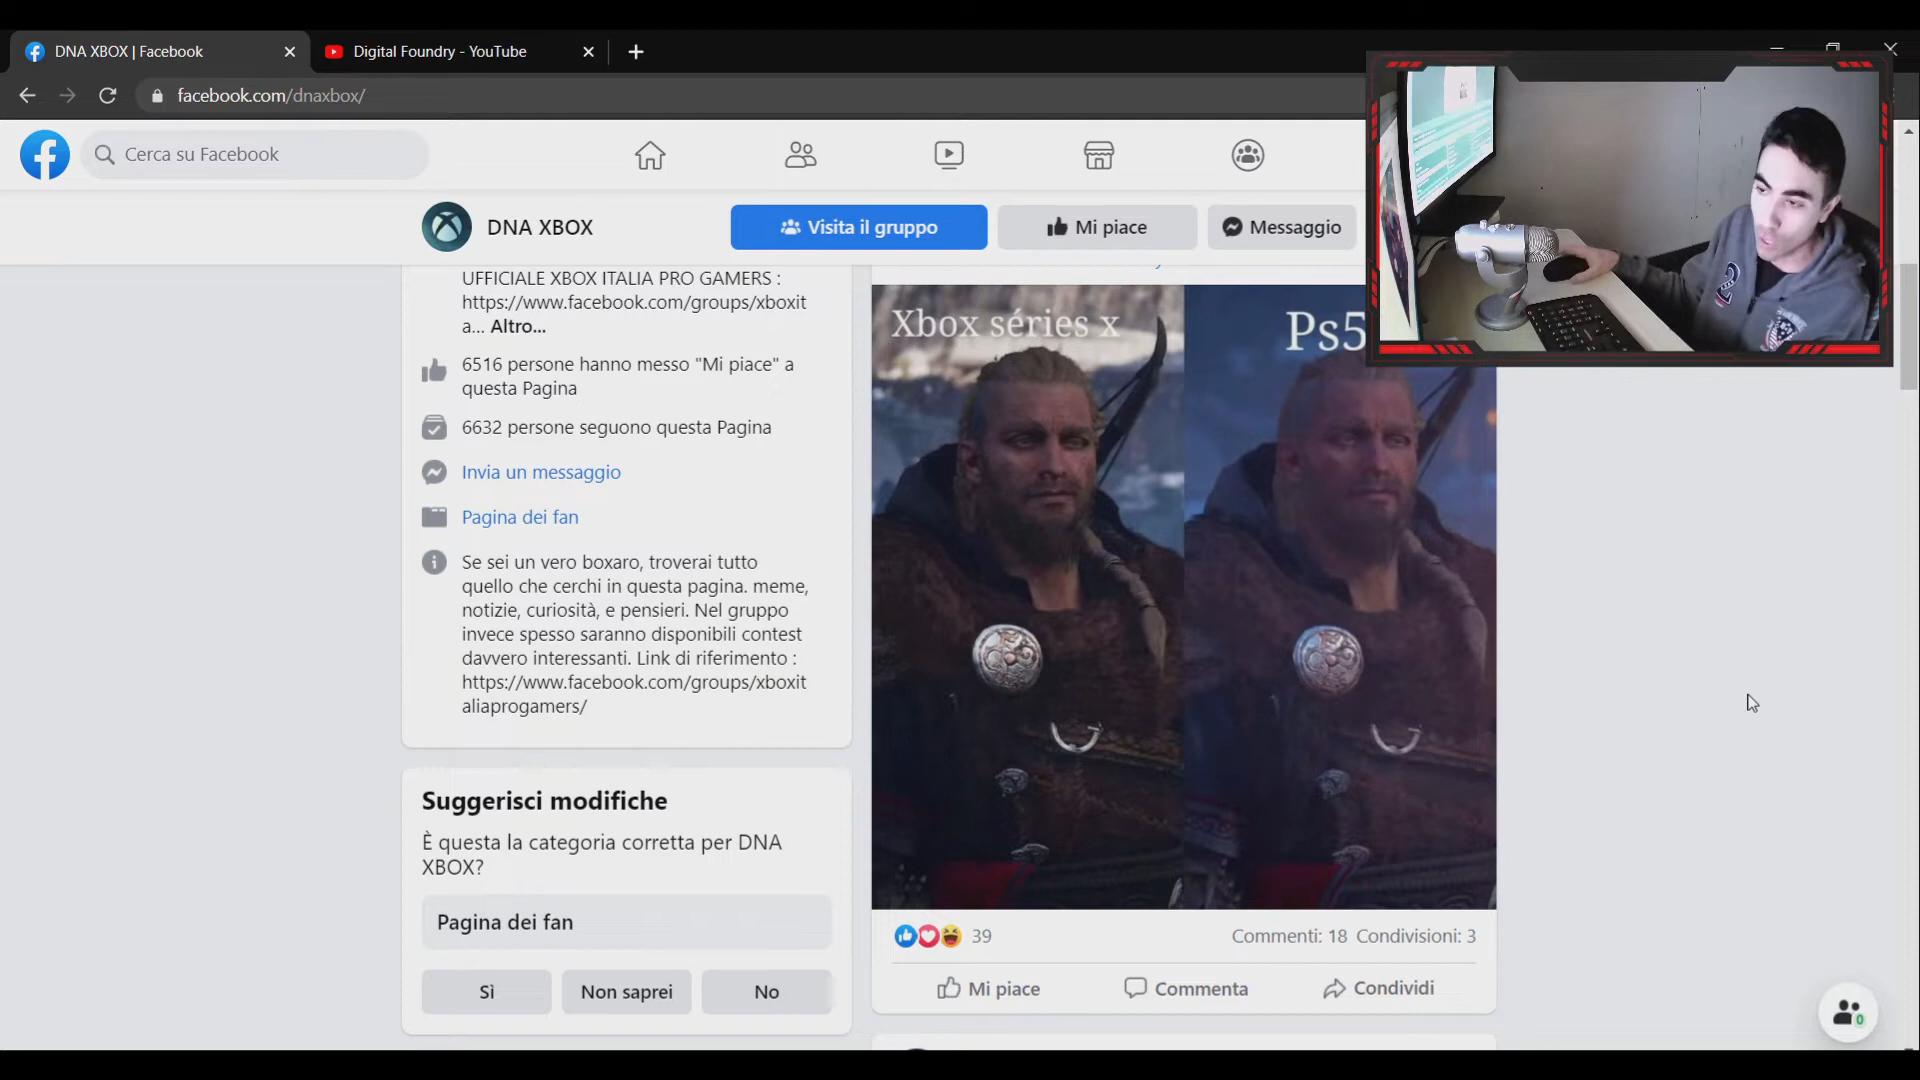 DNA XBOX | Facebook
Digital Foundry - YouTube
facebook.com/dnaxbox/
Cerca su Facebook
DNA XBOX
Visita il gruppo
Mi piace
Messaggio
UFFICIALE XBOX ITALIA PRO GAMERS :
https://www.facebook.com/groups/xboxit
a... Altro...
6516 persone hanno messo "Mi piace" a
questa Pagina
6632 persone seguono questa Pagina
Invia un messaggio
Pagina dei fan
Se sei un vero boxaro, troverai tutto
quello che cerchi in questa pagina. meme,
notizie, curiosità, e pensieri. Nel gruppo
invece spesso saranno disponibili contest
davvero interessanti. Link di riferimento :
https://www.facebook.com/groups/xboxit
aliaprogamers/
Suggerisci modifiche
È questa la categoria corretta per DNA
XBOX?
Pagina dei fan
Sì
Non saprei
No
Xbox séries x
Ps5
39
Commenti: 18
Condivisioni: 3
Mi piace
Commenta
Condividi
0
2